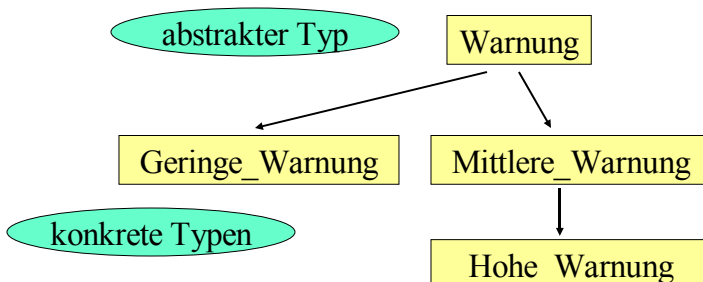 abstrakter Typ
Warnung
Geringe_Warnung
Mittlere_Warnung
konkrete Typen
Hohe_Warnung